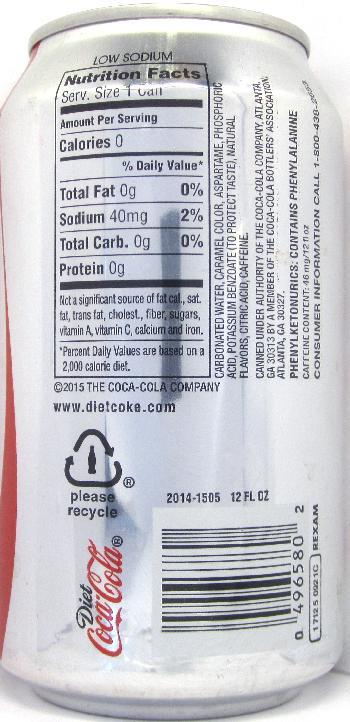 LOW SODIUM
Nutrition Facts
Serv. Size 1 Can
Amount Per Serving
Calories 0
% Daily Value*
Total Fat 0g 0%
Sodium 40mg 2%
Total Carb. 0g 0%
Protein 0g
Not a significant source of fat cal., sat.
fat, trans fat, cholest., fiber, sugars,
vitamin A, vitamin C, calcium and iron.
*Percent Daily Values are based on a
2,000 calorie diet.
©2015 THE COCA-COLA COMPANY
www.dietcoke.com
CARBONATED WATER, CARAMEL COLOR, ASPARTAME, PHOSPHORIC
ACID, POTASSIUM BENZOATE (TO PROTECT TASTE), NATURAL
FLAVORS, CITRIC ACID, CAFFEINE.
CANNED UNDER AUTHORITY OF THE COCA-COLA COMPANY, ATLANTA,
GA 30313 BY A MEMBER OF THE COCA-COLA BOTTLERS' ASSOCIATION,
ATLANTA, GA 30327.
PHENYLKETONURICS: CONTAINS PHENYLALANINE
CAFFEINE CONTENT: 46 mg/12 fl oz
CONSUMER INFORMATION CALL 1-800-438-2653
please
recycle
®
Diet
Coca-Cola®
2014-1505 12 FL OZ
0 496580 2
17125 0921C REXAM